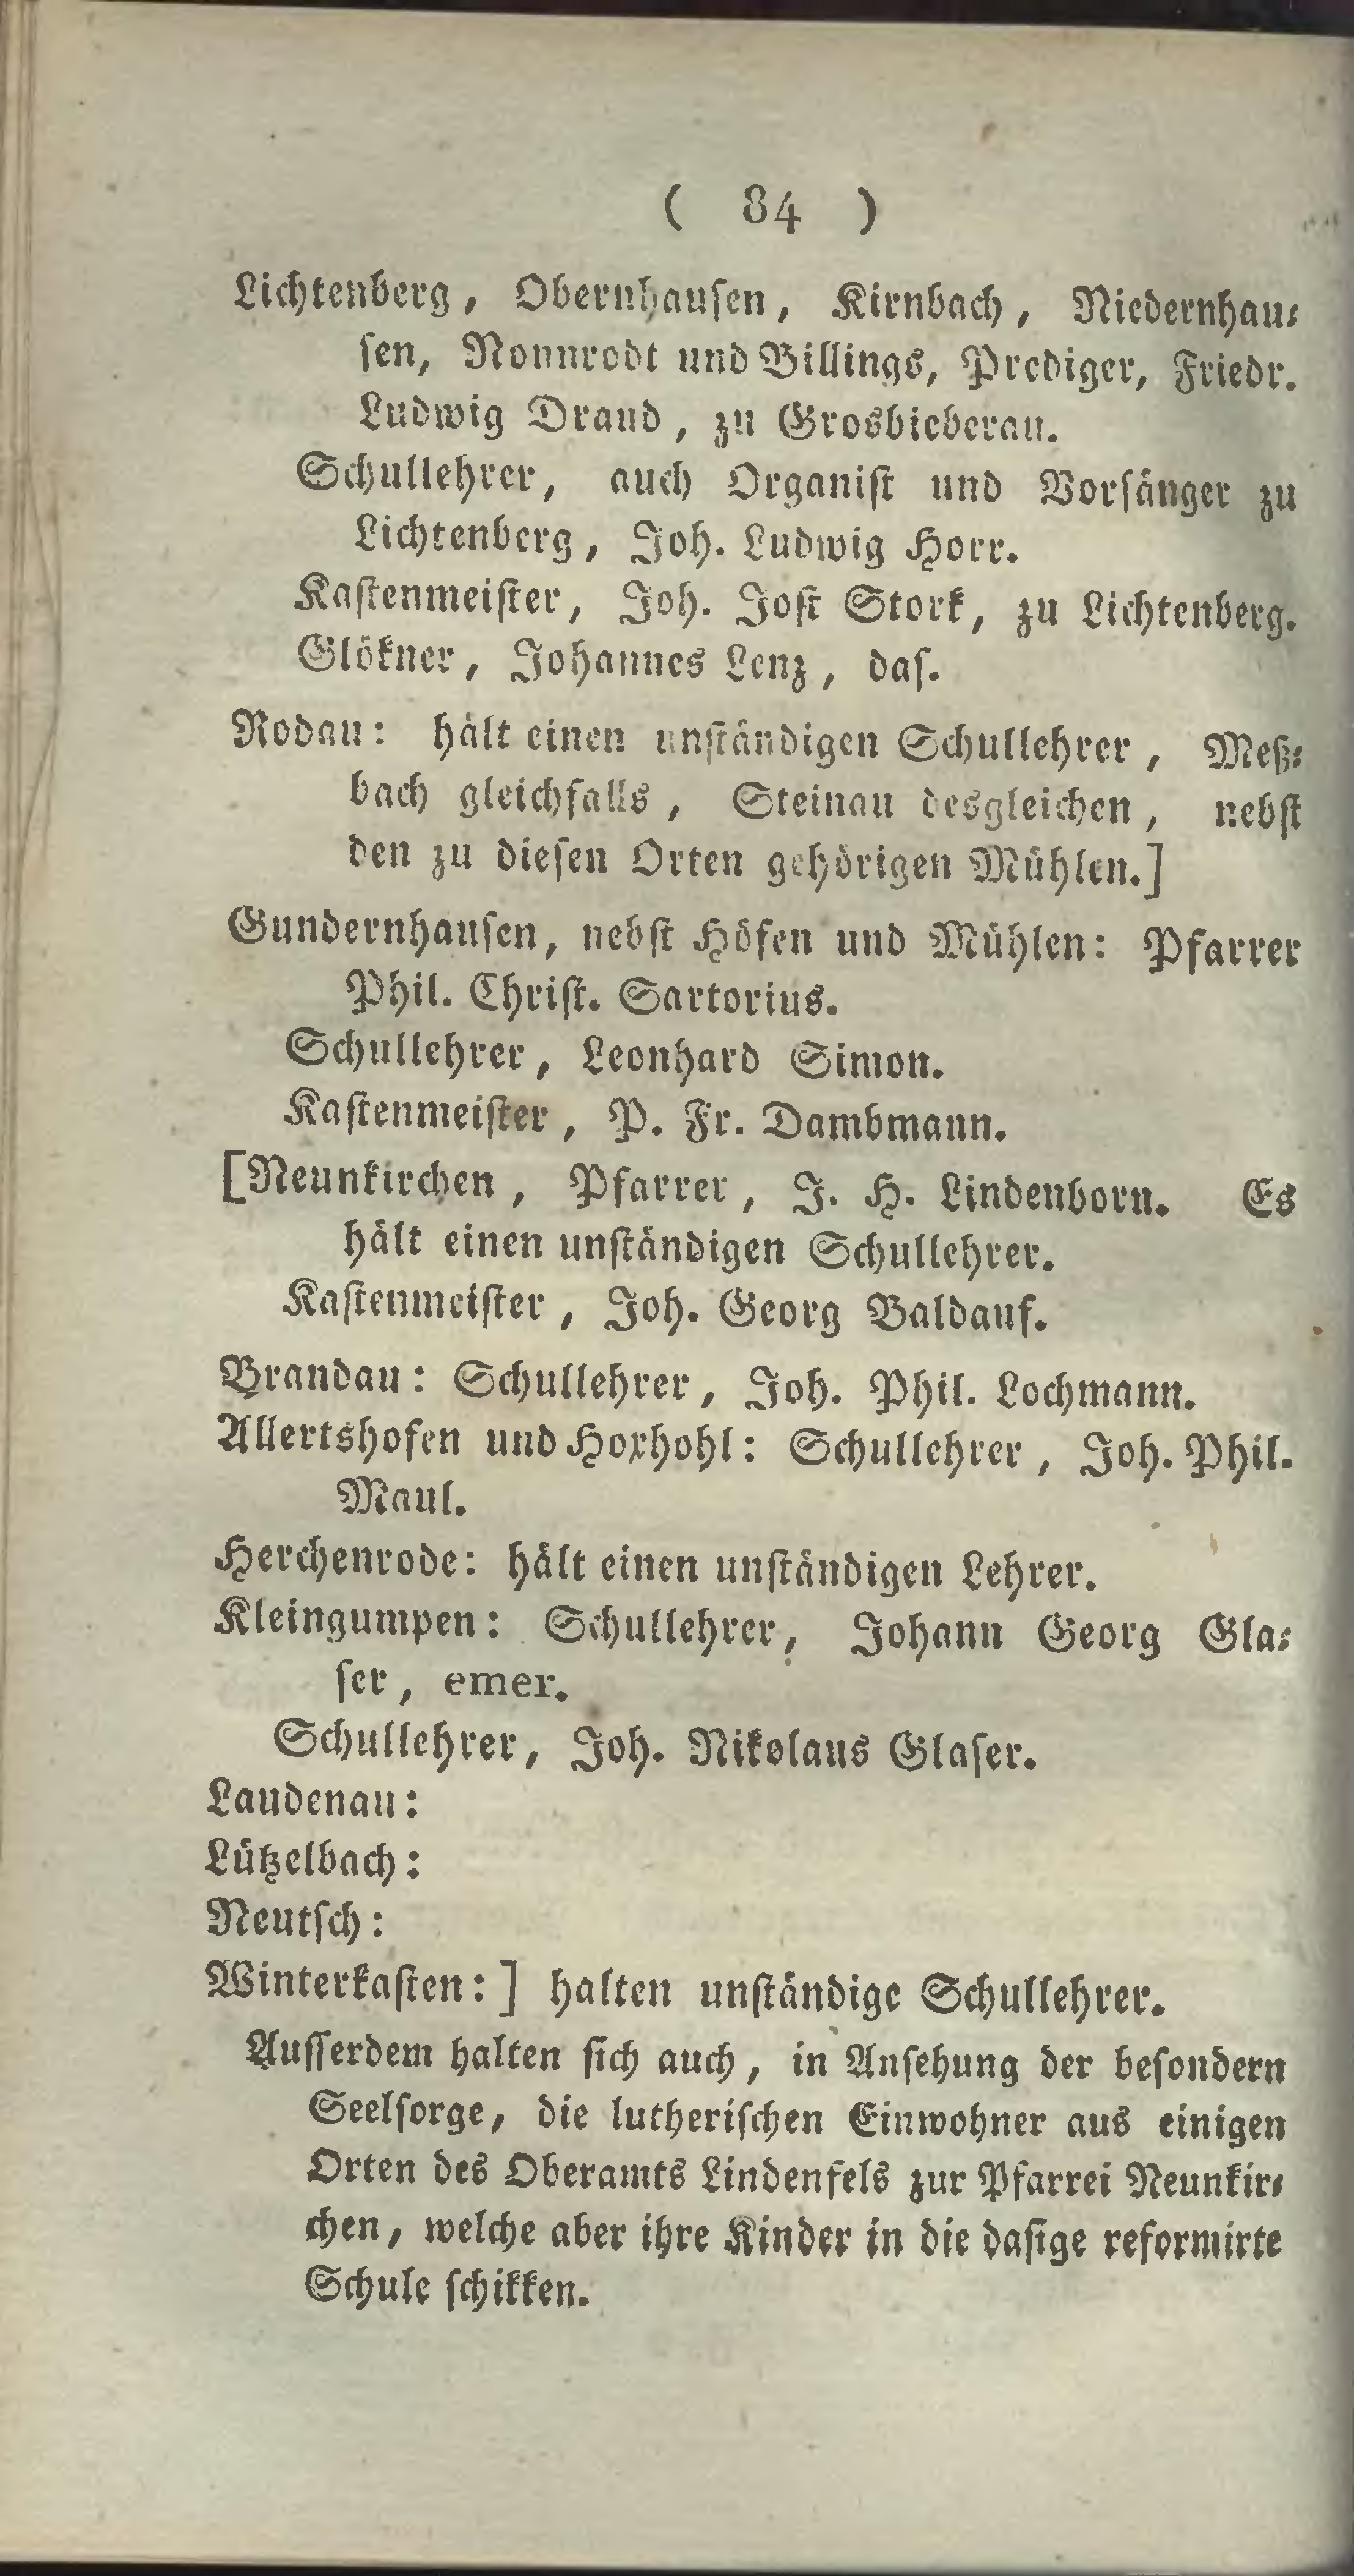 ( 84 )
Lichtenberg, Obernhausen, Kirnbach, Niedernhau⸗
sen, Nonnrodt und Billings, Prediger, Friedr.
Ludwig Draud, zu Grosbieberau.
Schullehrer, auch Organist und Vorsänger zu
Lichtenberg, Joh. Ludwig Horr.
Kastenmeister, Joh. Jost Stork, zu Lichtenberg.
Glökner, Johannes Lenz, das.
Rodau: hält einen unständigen Schullehrer, Meß⸗
bach gleichfalls, Steinau desgleichen, nebst
den zu diesen Orten gehörigen Mühlen.]
Gundernhausen, nebst Höfen und Mühlen: Pfarrer
Phil. Christ. Sartorius.
Schullehrer, Leonhard Simon.
Kastenmeister, P. Fr. Dambmann.
[Neunkirchen, Pfarrer, J. H. Lindenborn. Es
hält einen unständigen Schullehrer.
Kastenmeister, Joh. Georg Baldauf.
Brandau: Schullehrer, Joh. Phil. Lochmann.
Allertshofen und Hoxhohl: Schullehrer, Joh. Phil.
Maul.
Herchenrode: hält einen unständigen Lehrer.
Kleingumpen: Schullehrer, Johann Georg Gla⸗
ser, emer.
Schullehrer, Joh. Nikolaus Glaser.
Laudenau:
Lützelbach:
Neutsch:
Winterkasten:] halten unständige Schullehrer.
Ausserdem halten sich auch, in Ansehung der besondern
Seelsorge, die lutherischen Einwohner aus einigen
Orten des Oberamts Lindenfels zur Pfarrei Neunkir⸗
chen, welche aber ihre Kinder in die dasige reformirte
Schule schikken.